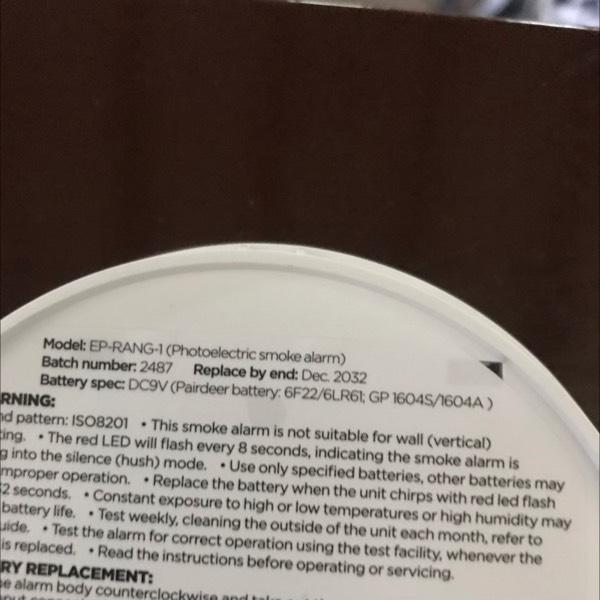 Model: EP-RANG-1 (Photoelectric smoke alarm)
Batch number: 2487 Replace by end: Dec. 2032
Battery spec: DC9V (Pairdeer battery: 6F22/6LR61; GP 1604S/1604A )
RNING:
nd pattern: ISO8201 • This smoke alarm is not suitable for wall (vertical)
ting. • The red LED will flash every 8 seconds, indicating the smoke alarm is
g into the silence (hush) mode. • Use only specified batteries, other batteries may
mproper operation. • Replace the battery when the unit chirps with red led flash
2 seconds. • Constant exposure to high or low temperatures or high humidity may
battery life. • Test weekly, cleaning the outside of the unit each month, refer to
uide. • Test the alarm for correct operation using the test facility, whenever the
is replaced. • Read the instructions before operating or servicing.
RY REPLACEMENT:
e alarm body counterclockwise and